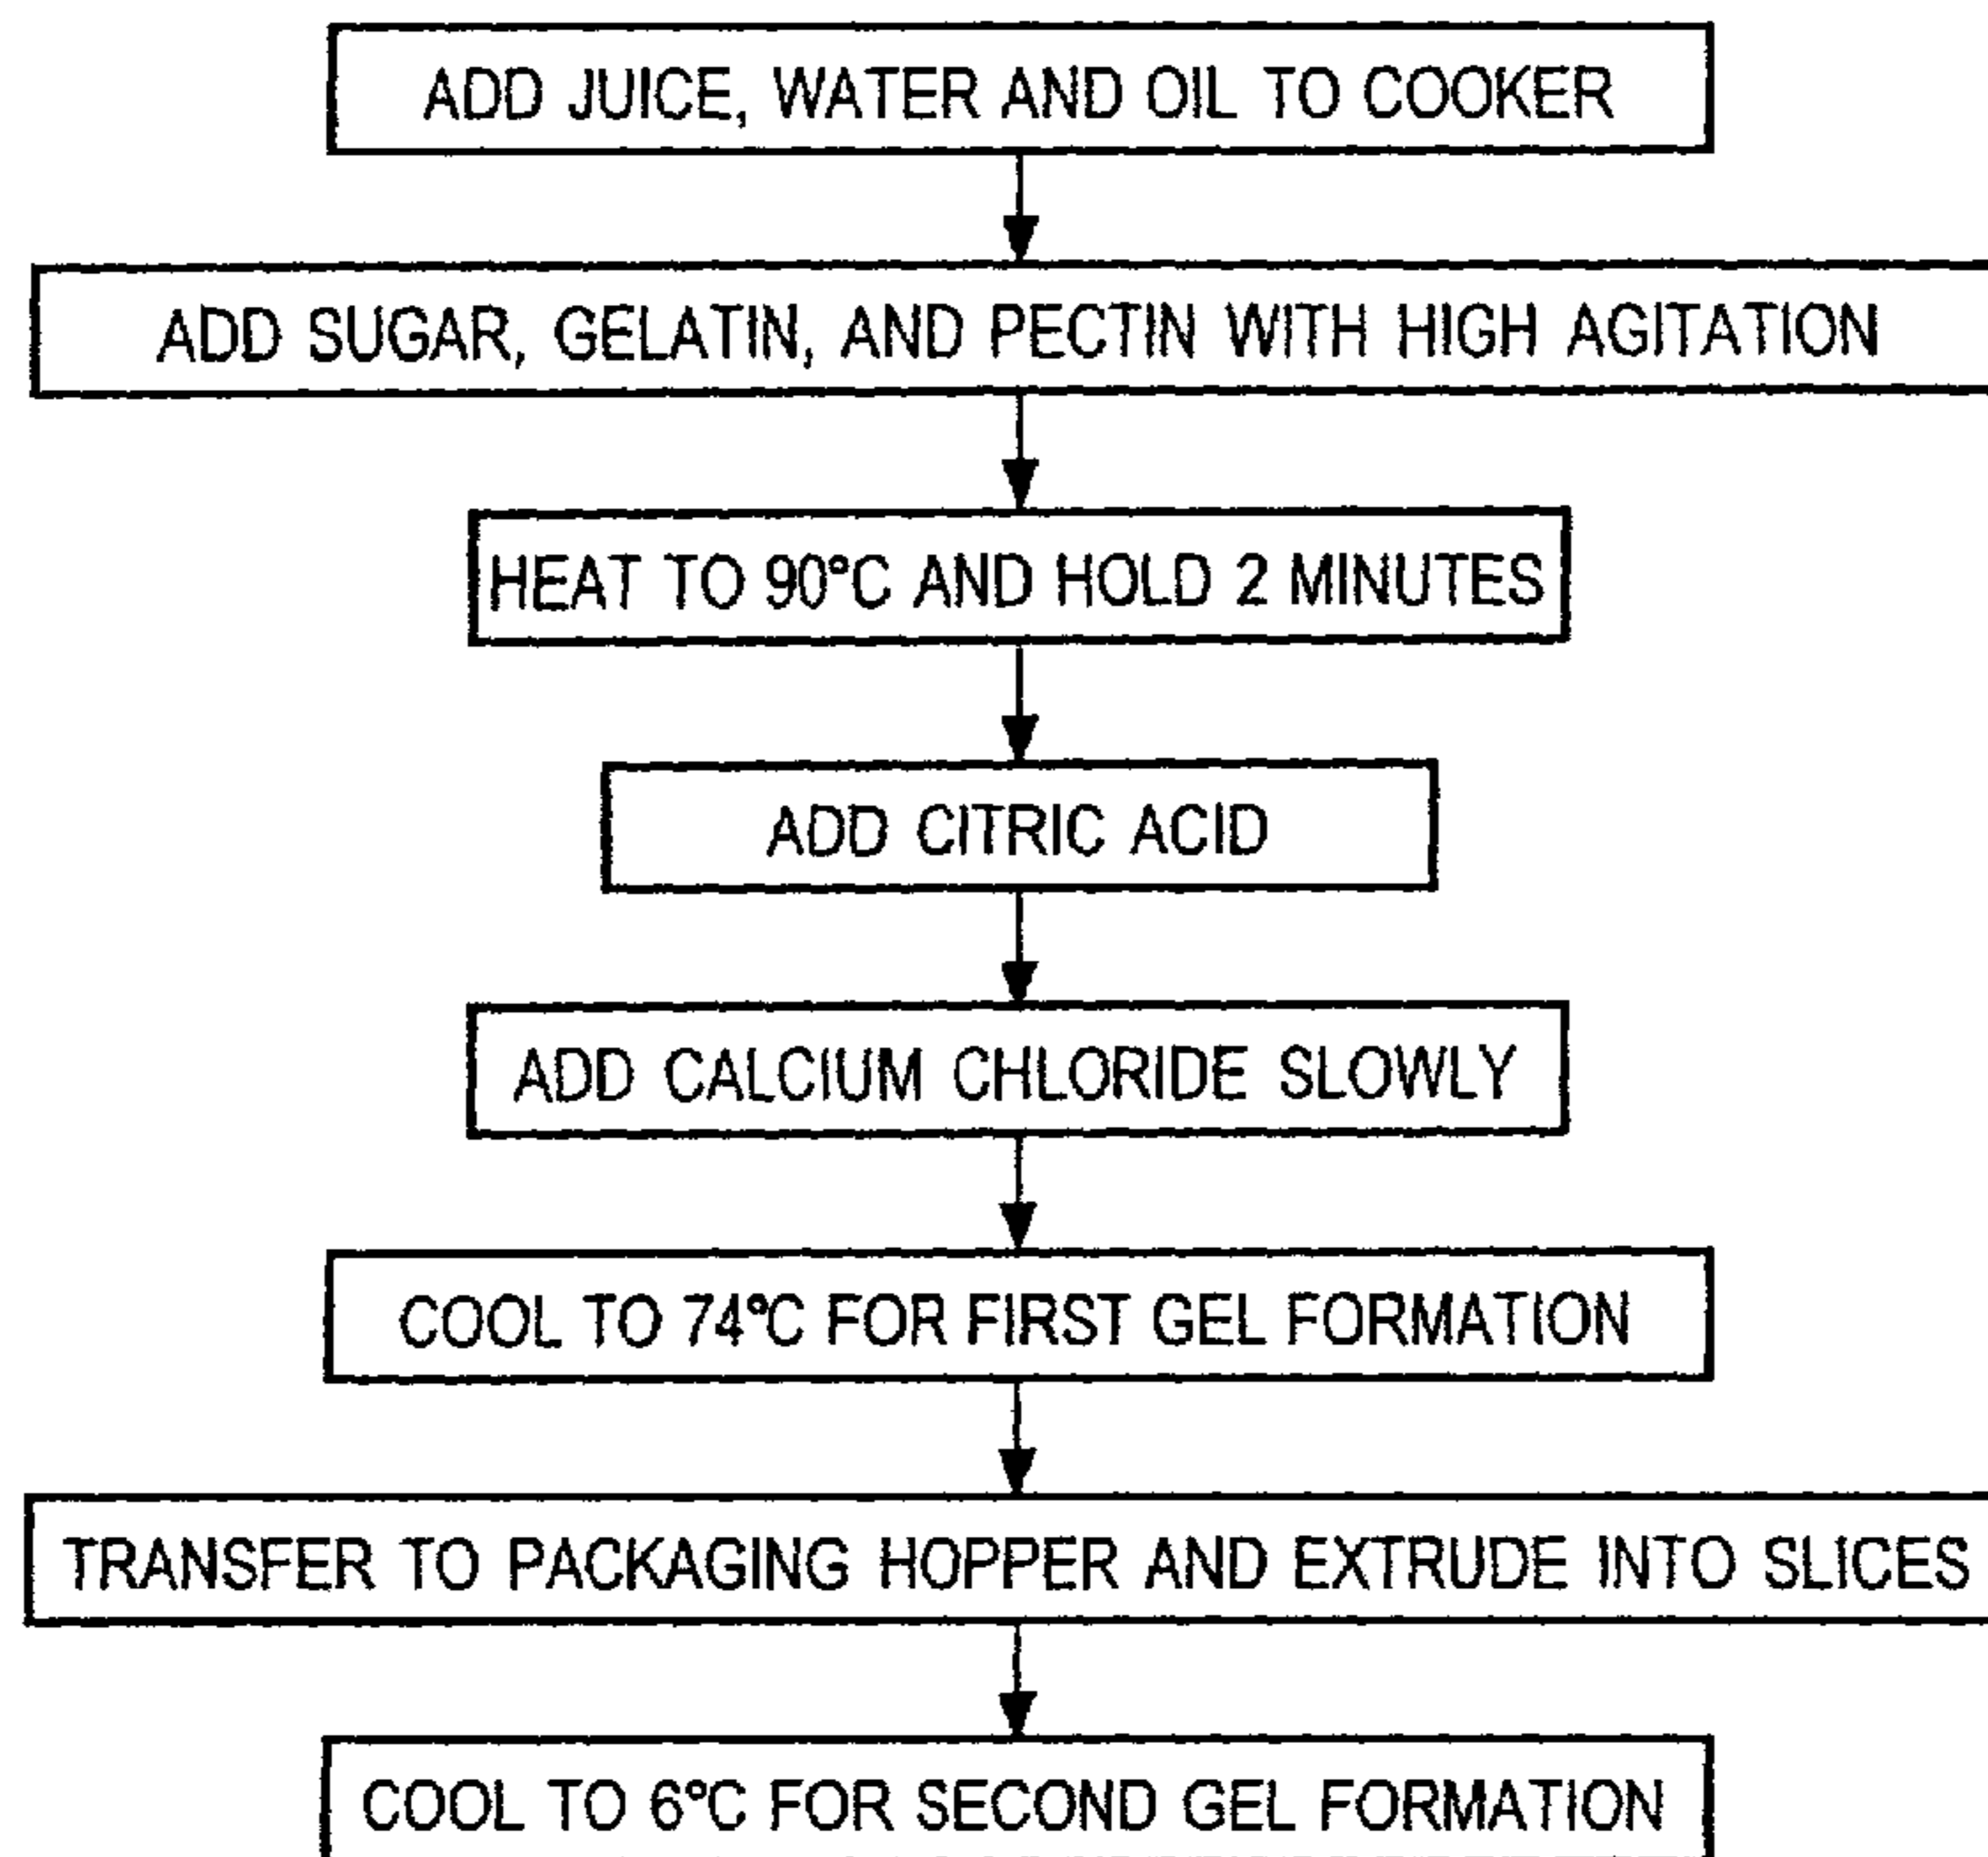 ADD JUICE, WATER AND OIL TO COOKER
ADD SUGAR, GELATIN, AND PECTIN WITH HIGH AGITATION
HEAT TO 90°C AND HOLD 2 MINUTES
ADD CITRIC ACID
ADD CALCIUM CHLORIDE SLOWLY
COOL TO 74°C FOR FIRST GEL FORMATION
TRANSFER TO PACKAGING HOPPER AND EXTRUDE INTO SLICES
COOL TO 6°C FOR SECOND GEL FORMATION